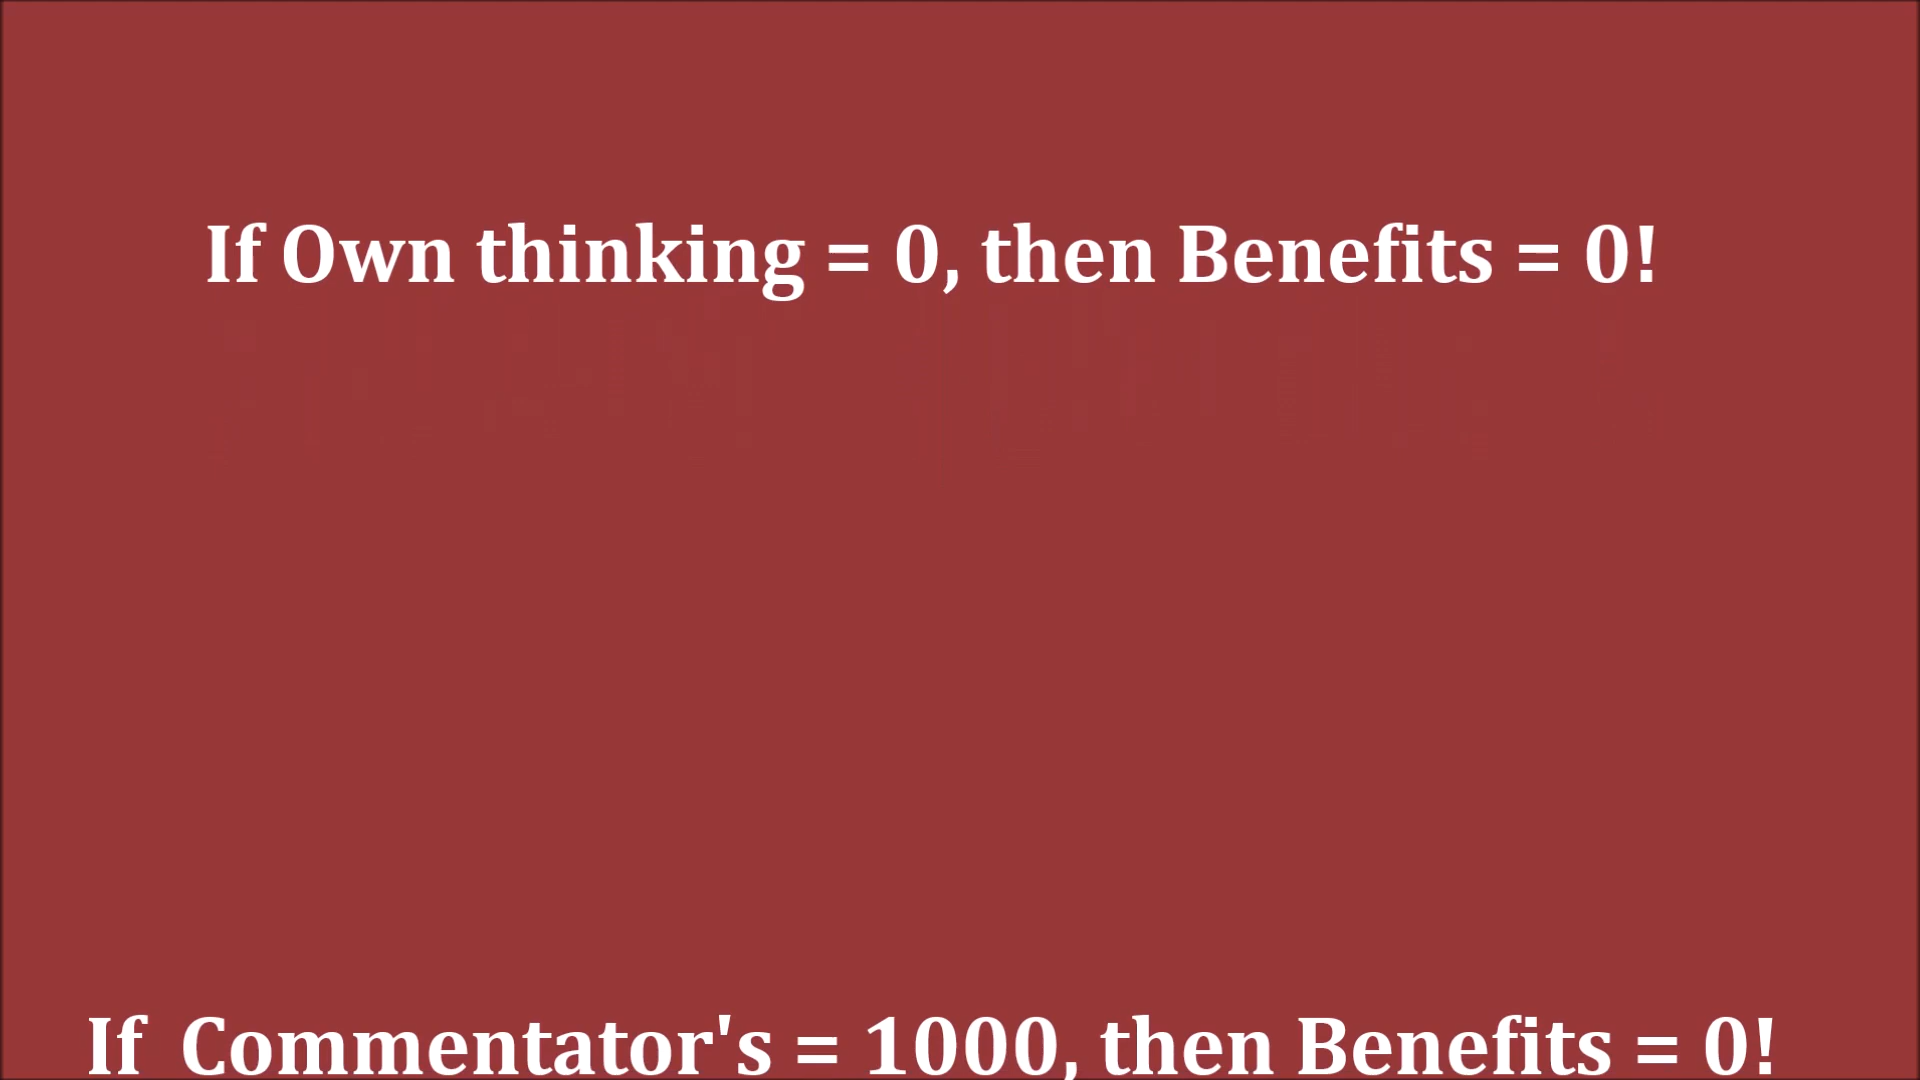 If Own thinking = 0, then Benefits = 0!
If  Commentator's = 1000, then Benefits = 0!